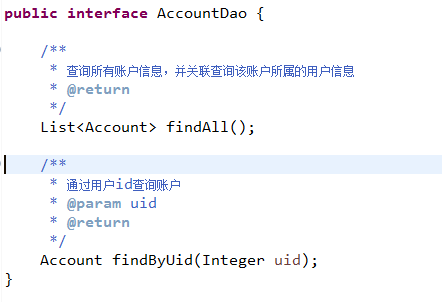 public interface AccountDao {
/**
* 查询所有账户信息，并关联查询该账户所属的用户信息
* @return
*/
List<Account> findAll();
/**
* 通过用户id查询账户
* @param uid
* @return
*/
Account findByUid(Integer uid);
}